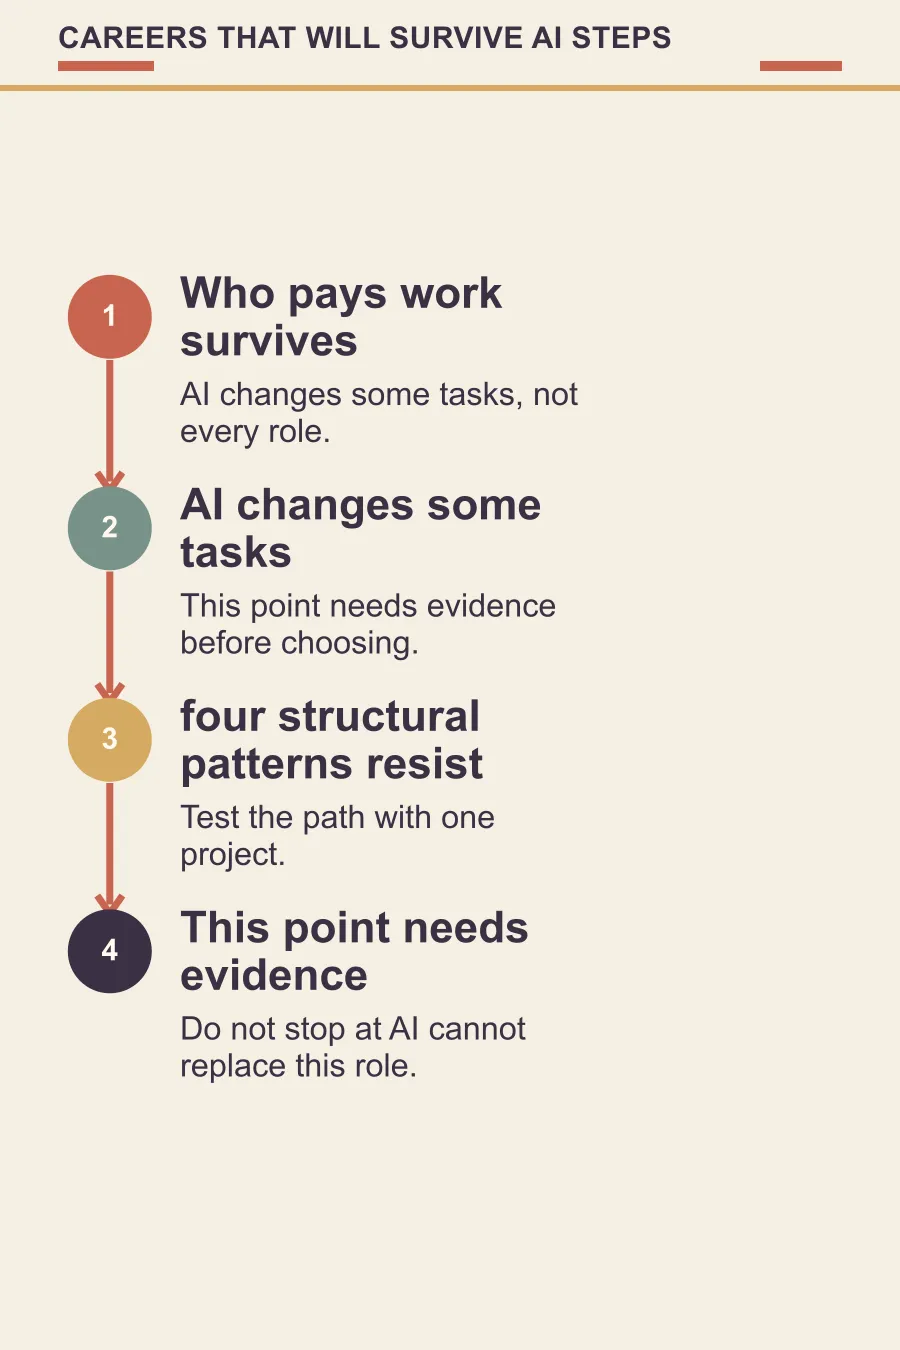 CAREERS THAT WILL SURVIVE AI STEPS
1
Who pays work
survives
AI changes some tasks, not
every role.
2
AI changes some
tasks
This point needs evidence
before choosing.
3
four structural
patterns resist
Test the path with one
project.
4
This point needs
evidence
Do not stop at AI cannot
replace this role.